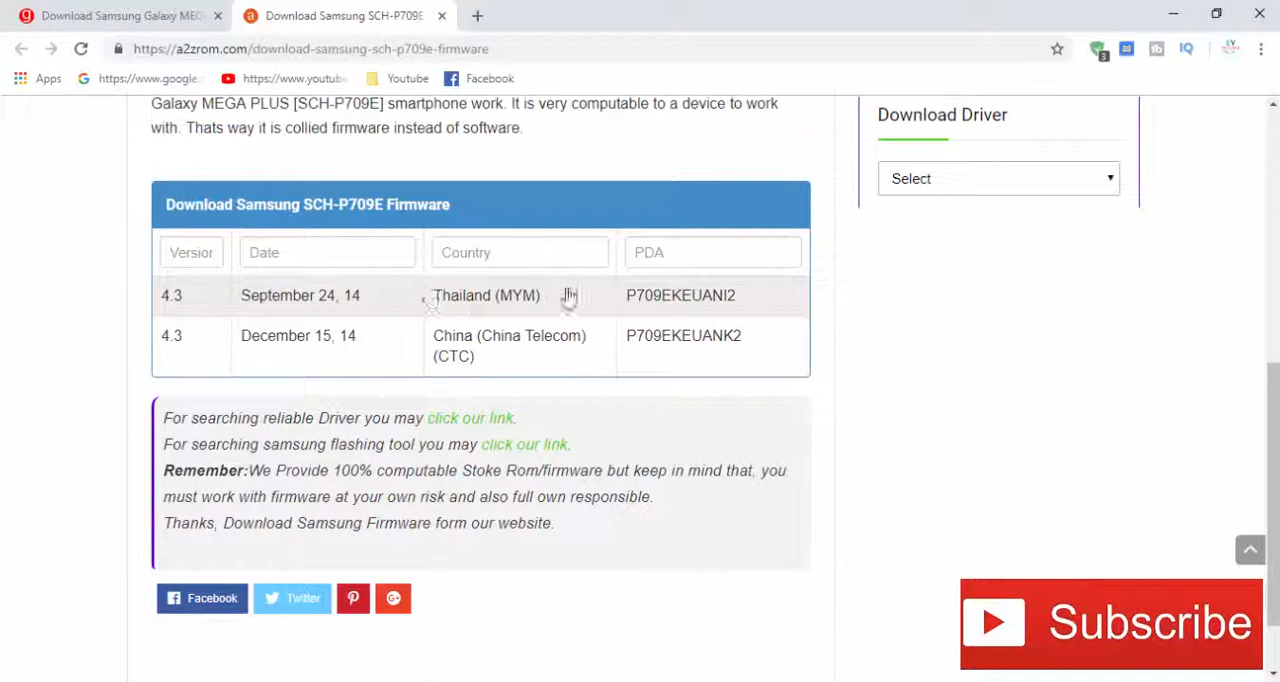 Download Samsung Galaxy MEG
Download Samsung SCH-P709E
https://a2zrom.com/download-samsung-sch-p709e-firmware
3
Apps
https://www.google
https://www.youtube
Youtube
Facebook
Galaxy MEGA PLUS [SCH-P709E] smartphone work. It is very computable to a device to work
with. Thats way it is collied firmware instead of software.
Download Driver
Select
Download Samsung SCH-P709E Firmware
Version Date Country PDA
4.3 September 24, 14 Thailand (MYM) P709EKEUANI2
4.3 December 15, 14 China (China Telecom) P709EKEUANK2
(CTC)
For searching reliable Driver you may click our link.
For searching samsung flashing tool you may click our link.
Remember:We Provide 100% computable Stoke Rom/firmware but keep in mind that, you
must work with firmware at your own risk and also full own responsible.
Thanks, Download Samsung Firmware form our website.
Facebook Twitter
Subscribe